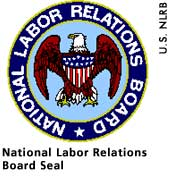 NATIONAL LABOR RELATIONS BOARD
U.S. NLRB
National Labor Relations
Board Seal